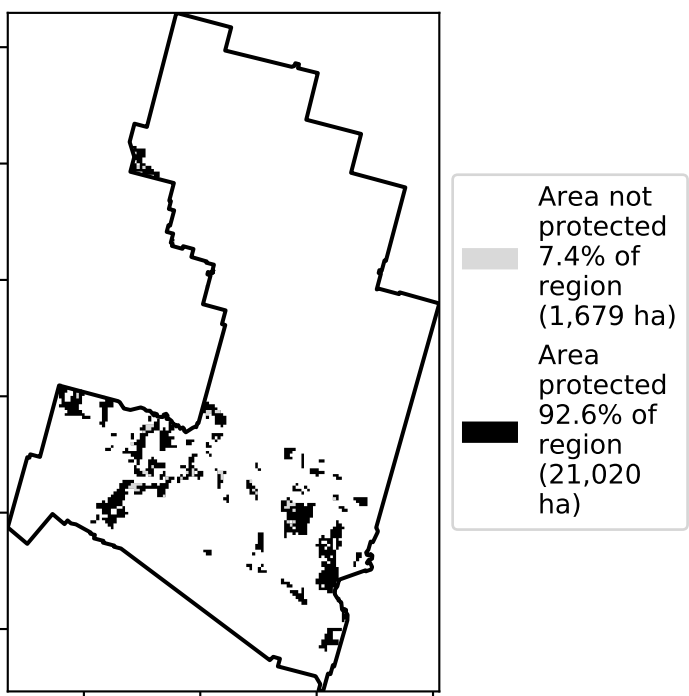 Area not
protected
7.4% of
region
(1,679 ha)
Area
protected
92.6% of
region
(21,020
ha)